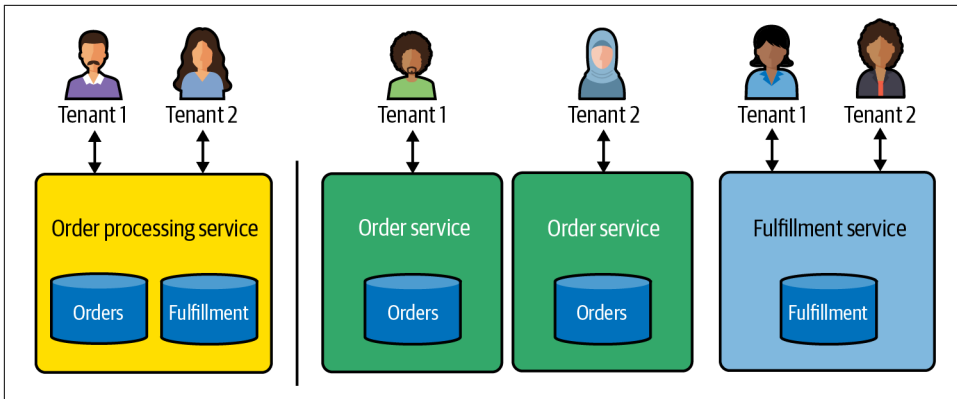 Tenant 1
Tenant 2
Tenant 1
Tenant 2
Tenant 1
Tenant 2
Order processing service
Orders
Fulfillment
Order service
Orders
Order service
Orders
Fulfillment service
Fulfillment